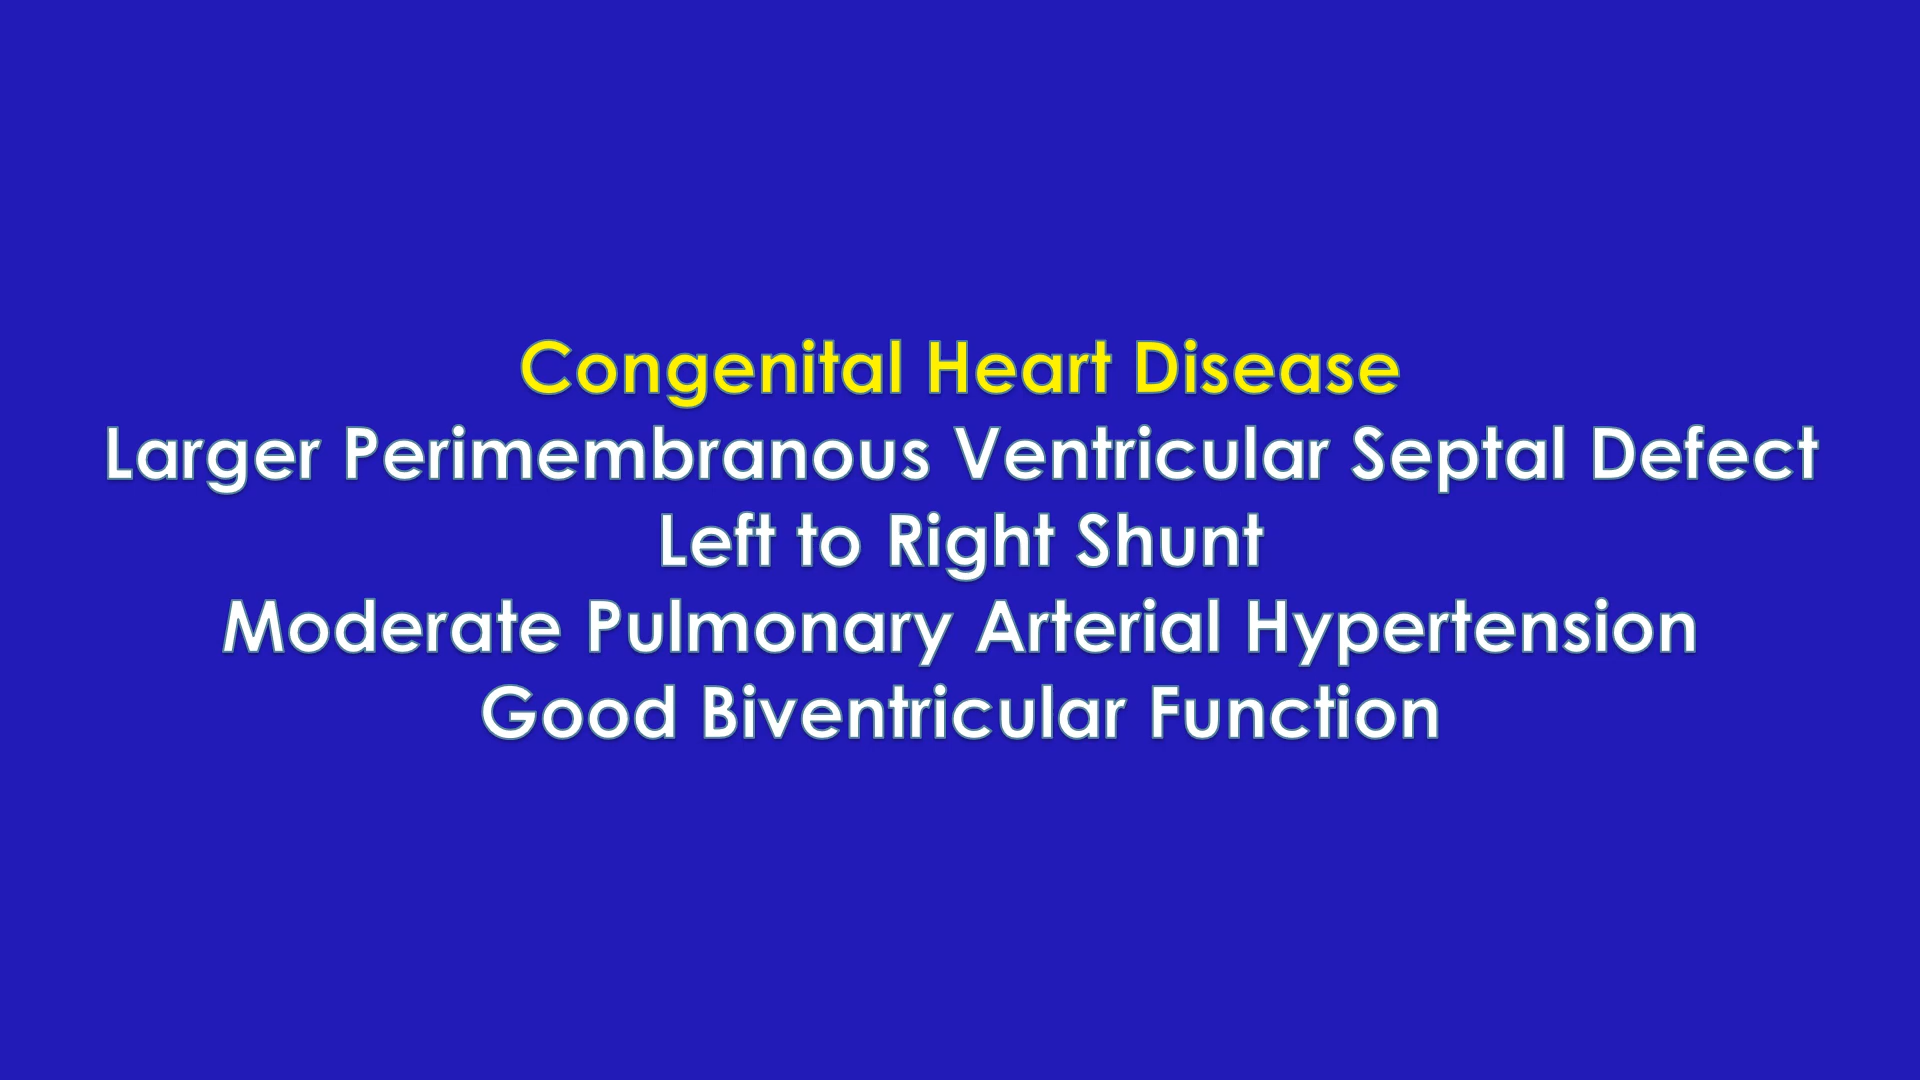 Congenital Heart Disease
Larger Perimembranous Ventricular Septal Defect
Left to Right Shunt
Moderate Pulmonary Arterial Hypertension
Good Biventricular Function